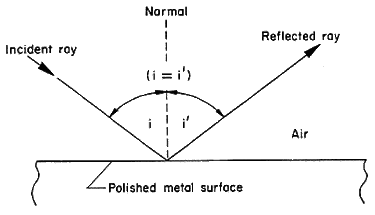 Normal
Incident ray
Reflected ray
(i = i')
i
i'
Air
Polished metal surface